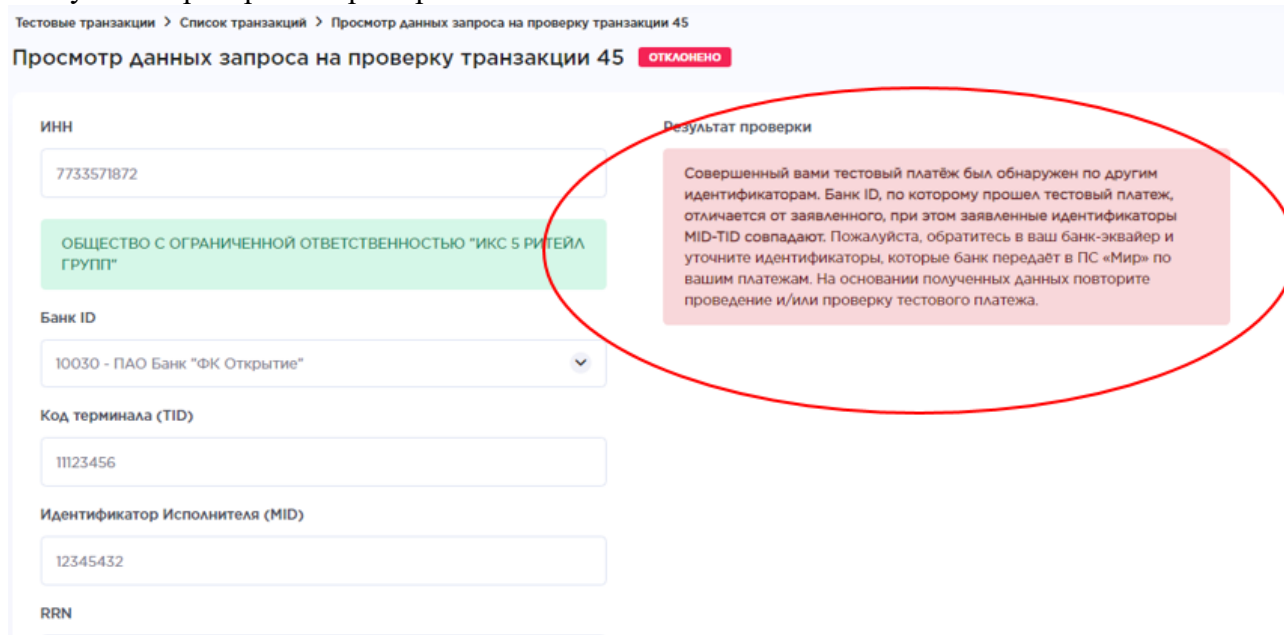 Тестовые транзакции > Список транзакций > Просмотр данных запроса на проверку транзакции 45
Просмотр данных запроса на проверку транзакции 45 ОТКЛОНЕНО
ИНН
7733571872
ОБЩЕСТВО С ОГРАНИЧЕННОЙ ОТВЕТСТВЕННОСТЬЮ "ИКС 5 РИТЕЙЛ
ГРУПП"
Банк ID
10030 - ПАО Банк "ФК Открытие"
Код терминала (TID)
11123456
Идентификатор Исполнителя (MID)
12345432
RRN
Результат проверки
Совершенный вами тестовый платёж был обнаружен по другим
идентификаторам. Банк ID, по которому прошел тестовый платеж,
отличается от заявленного, при этом заявленные идентификаторы
MID-TID совпадают. Пожалуйста, обратитесь в ваш банк-эквайер и
уточните идентификаторы, которые банк передаёт в ПС «Мир» по
вашим платежам. На основании полученных данных повторите
проведение и/или проверку тестового платежа.